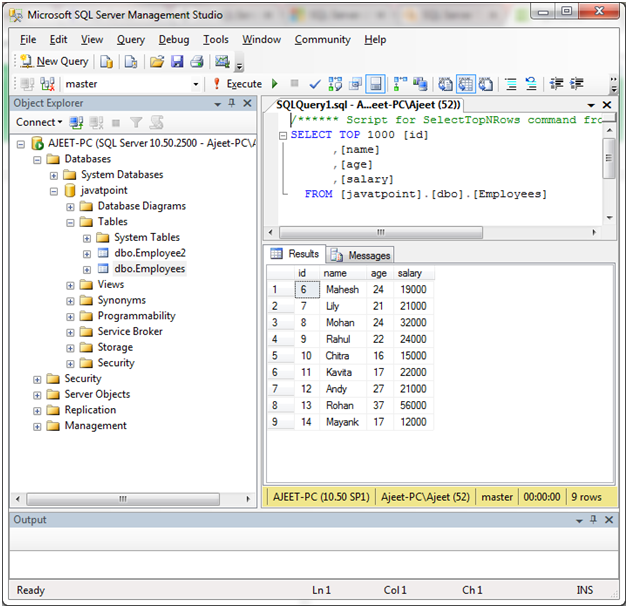 Microsoft SQL Server Management Studio
File Edit View Debug Tools Window Community Help
New Query
master Execute
Object Explorer
Connect
AJEET-PC (SQL Server 10.50.2500 - Ajeet-PC\A
Databases
System Databases
javatpoint
Database Diagrams
Tables
System Tables
dbo.Employee2
dbo.Employees
Views
Synonyms
Programmability
Service Broker
Storage
Security
Security
Server Objects
Replication
Management
SQLQuery1.sql - A...eet-PC\Ajeet (52))
/****** Script for SelectTopNRows command fro
SELECT TOP 1000 [id]
,[name]
,[age]
,[salary]
FROM [javatpoint].[dbo].[Employees]
Results Messages
id name age salary
1 6 Mahesh 24 19000
2 7 Lily 21 21000
3 8 Mohan 24 32000
4 9 Rahul 22 24000
5 10 Chitra 16 15000
6 11 Kavita 17 22000
7 12 Andy 27 21000
8 13 Rohan 37 56000
9 14 Mayank 17 12000
AJEET-PC (10.50 SP1) Ajeet-PC\Ajeet (52) master 00:00:00 9 rows
Output
Ready Ln 1 Col 1 Ch 1 INS